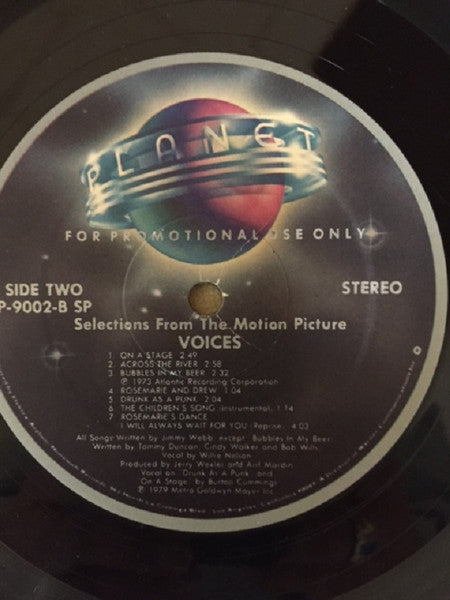 PLANET
FOR PROMOTIONAL USE ONLY
SIDE TWO
P-9002-B SP
STEREO
Selections From The Motion Picture
VOICES
1 ON A STAGE 2:49
2 ACROSS THE RIVER 2:58
3 BUBBLES IN MY BEER 2:32
Ⓟ 1973 Atlantic Recording Corporation
4 ROSEMARIE AND DREW 1:04
5 DRUNK AS A PUNK 2:04
6 THE CHILDREN'S SONG (instrumental) 1:14
7 ROSEMARIE'S DANCE
I WILL ALWAYS WAIT FOR YOU (Reprise) 4:03
All Songs Written by Jimmy Webb except "Bubbles In My Beer"
Written by Tommy Duncan, Cindy Walker and Bob Wills
Vocal by Willie Nelson
Produced by Jerry Wexler and Arif Mardin
Vocal on "Drunk As A Punk" and
"On A Stage" by Burton Cummings
Ⓟ 1979 Metro Goldwyn Mayer Inc
Los Angeles, California